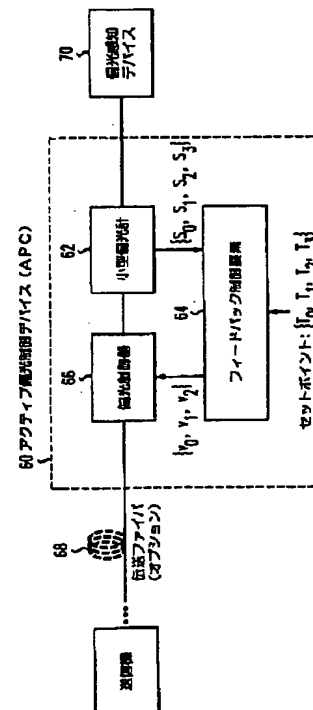 60 アクティブ偏光制御デバイス (APC)
送信機
68
伝送ファイバ
(オプション)
66
偏光制御器
62
小型偏光計
70
偏光感知
デバイス
{V0, V1, V2}
{S0, S1, S2, S3}
64
フィードバック制御要素
セットポイント: {T0, T1, T2, T3}